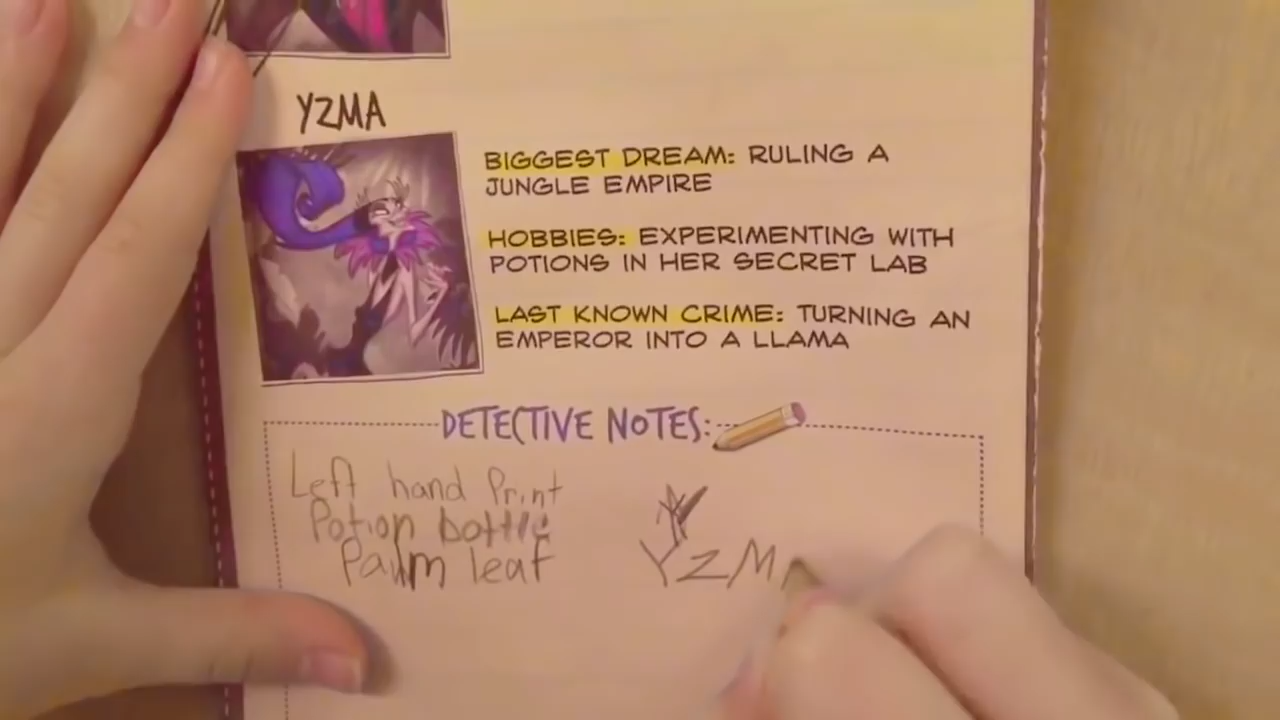 YZMA
BIGGEST DREAM: RULING A
JUNGLE EMPIRE
HOBBIES: EXPERIMENTING WITH
POTIONS IN HER SECRET LAB
LAST KNOWN CRIME: TURNING AN
EMPEROR INTO A LLAMA
DETECTIVE NOTES:
Left hand Print
Potion bottle
Palm leaf
YZM